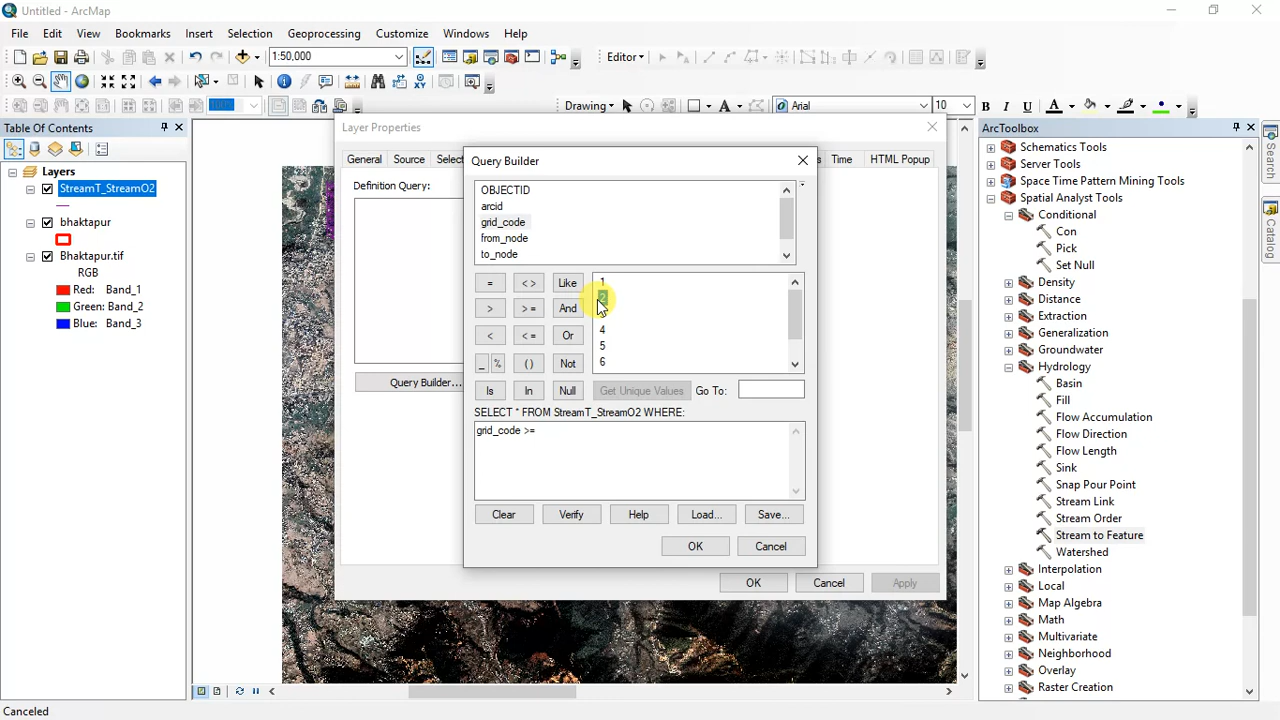 Untitled - ArcMap
File Edit View Bookmarks Insert Selection Geoprocessing Customize Windows Help
1:50,000 Editor
100%
Drawing Arial 10 B I U A
Table Of Contents
Layers
StreamT_StreamO2
bhaktapur
Bhaktapur.tif
RGB
Red: Band_1
Green: Band_2
Blue: Band_3
Layer Properties
General Source Select s Time HTML Popup
Definition Query:
Query Builder...
OK Cancel Apply
Query Builder
OBJECTID
arcid
grid_code
from_node
to_node
= < > Like
> > = And
< < = Or
_ % () Not
Is In Null
1
2
4
5
6
Get Unique Values Go To:
SELECT * FROM StreamT_StreamO2 WHERE:
grid_code >=
Clear Verify Help Load... Save...
OK Cancel
ArcToolbox
Schematics Tools
Server Tools
Space Time Pattern Mining Tools
Spatial Analyst Tools
Conditional
Con
Pick
Set Null
Density
Distance
Extraction
Generalization
Groundwater
Hydrology
Basin
Fill
Flow Accumulation
Flow Direction
Flow Length
Sink
Snap Pour Point
Stream Link
Stream Order
Stream to Feature
Watershed
Interpolation
Local
Map Algebra
Math
Multivariate
Neighborhood
Overlay
Raster Creation
Search
Catalog
Canceled